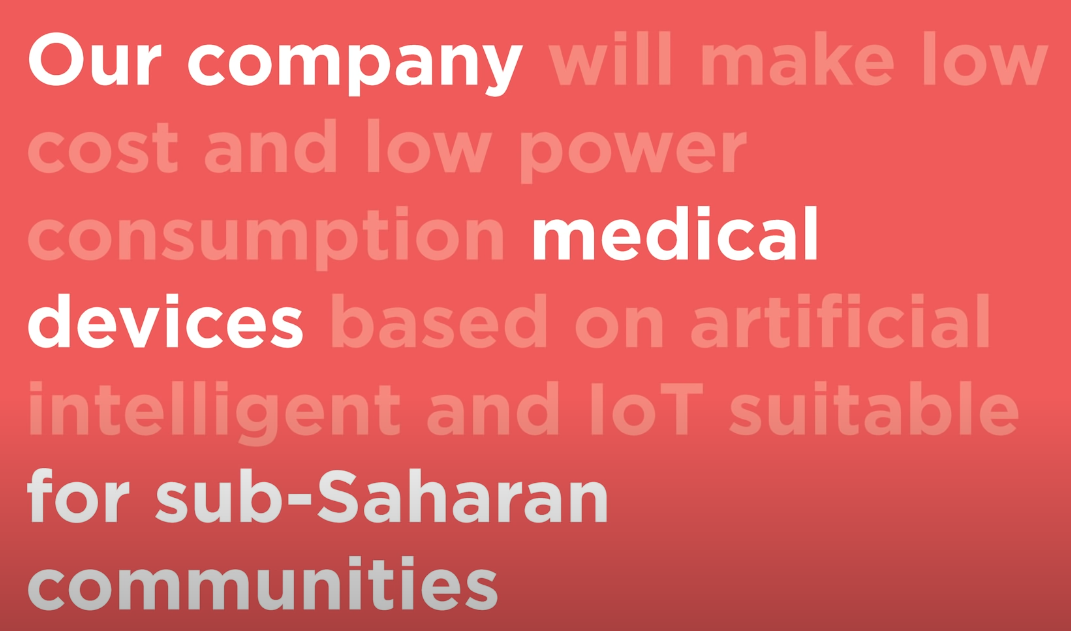 Our company will make low
cost and low power
consumption medical
devices based on artificial
intelligent and IoT suitable
for sub-Saharan
communities